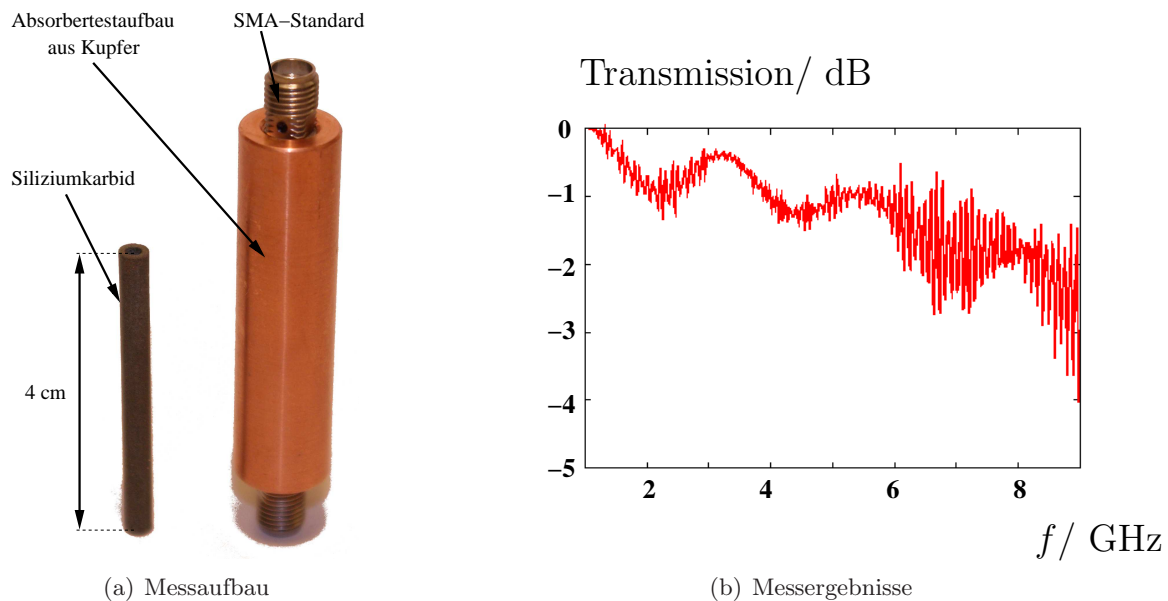 Absorbertestaufbau
aus Kupfer
SMA–Standard
Siliziumkarbid
4 cm
(a) Messaufbau
Transmission/ dB
0
−1
−2
−3
−4
−5
2
4
6
8
f/ GHz
(b) Messergebnisse